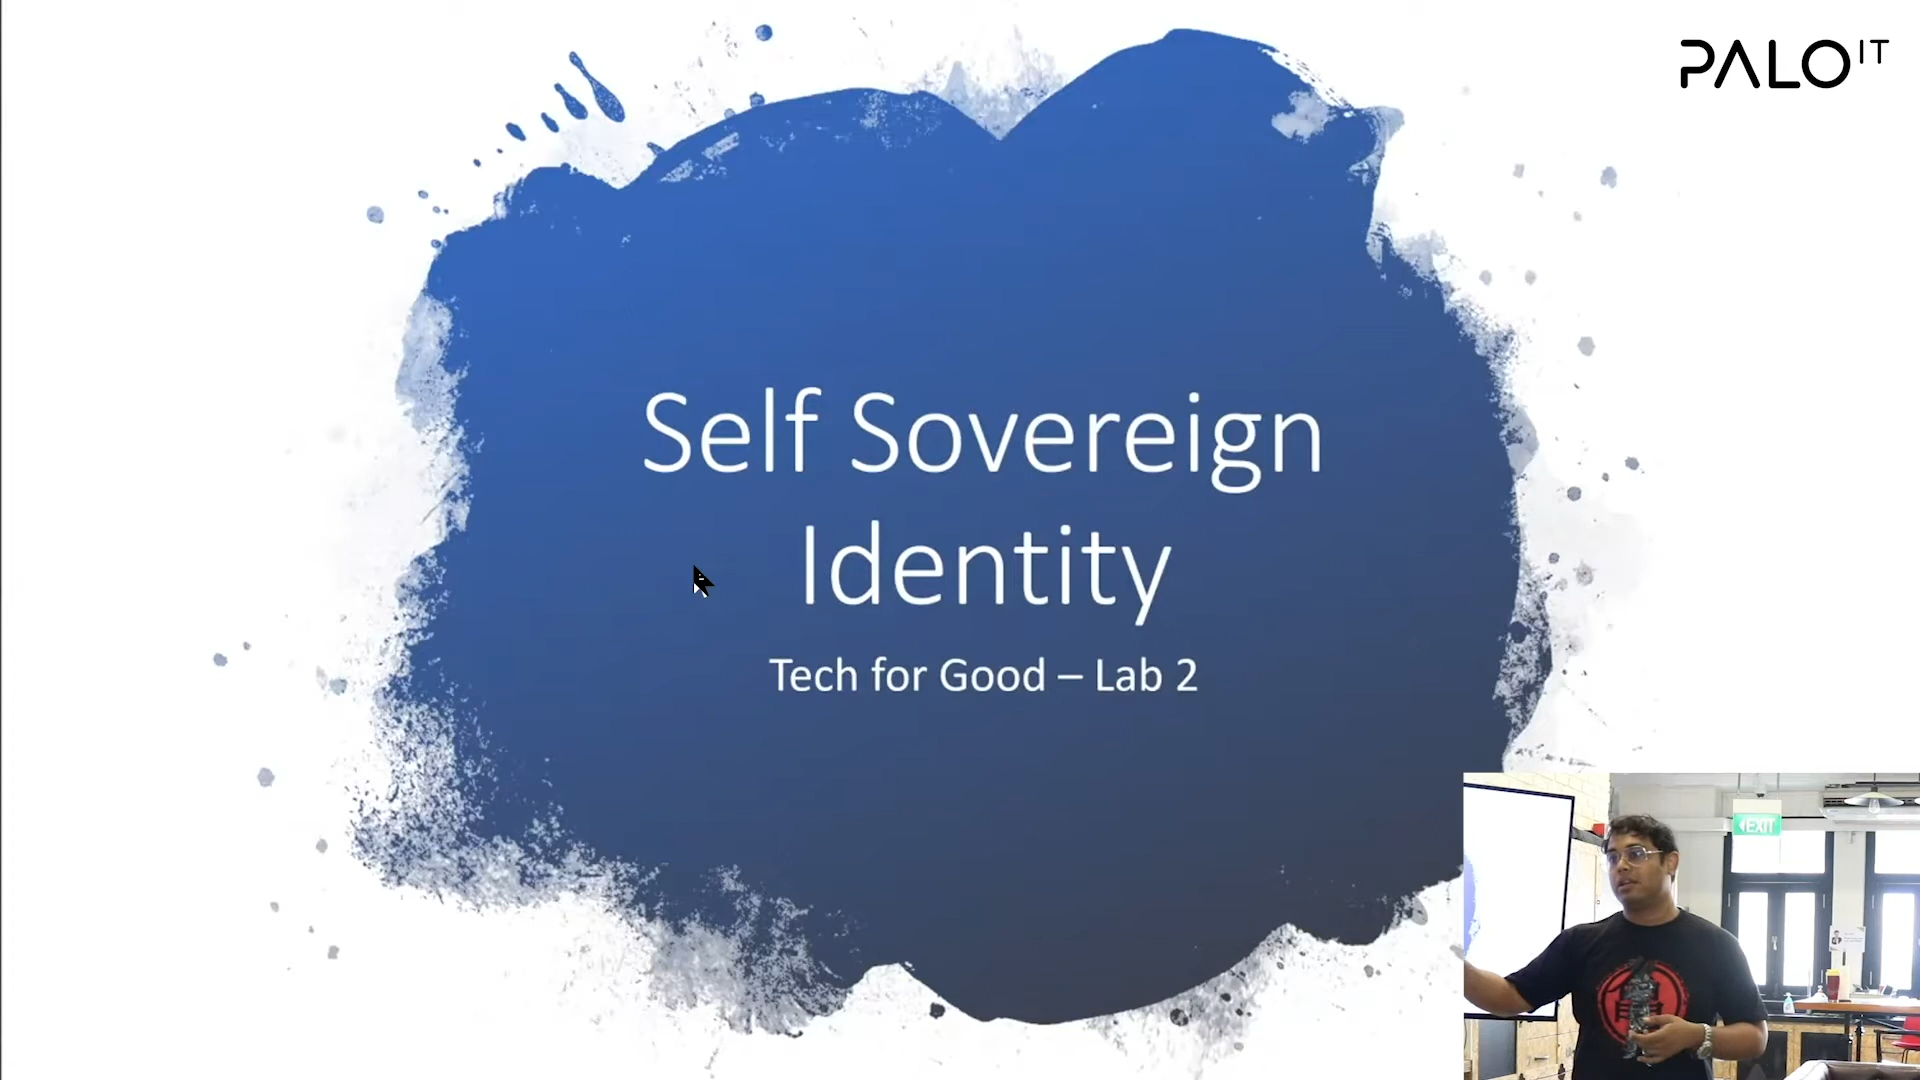 PALO IT
Self Sovereign
Identity
Tech for Good – Lab 2
EXIT